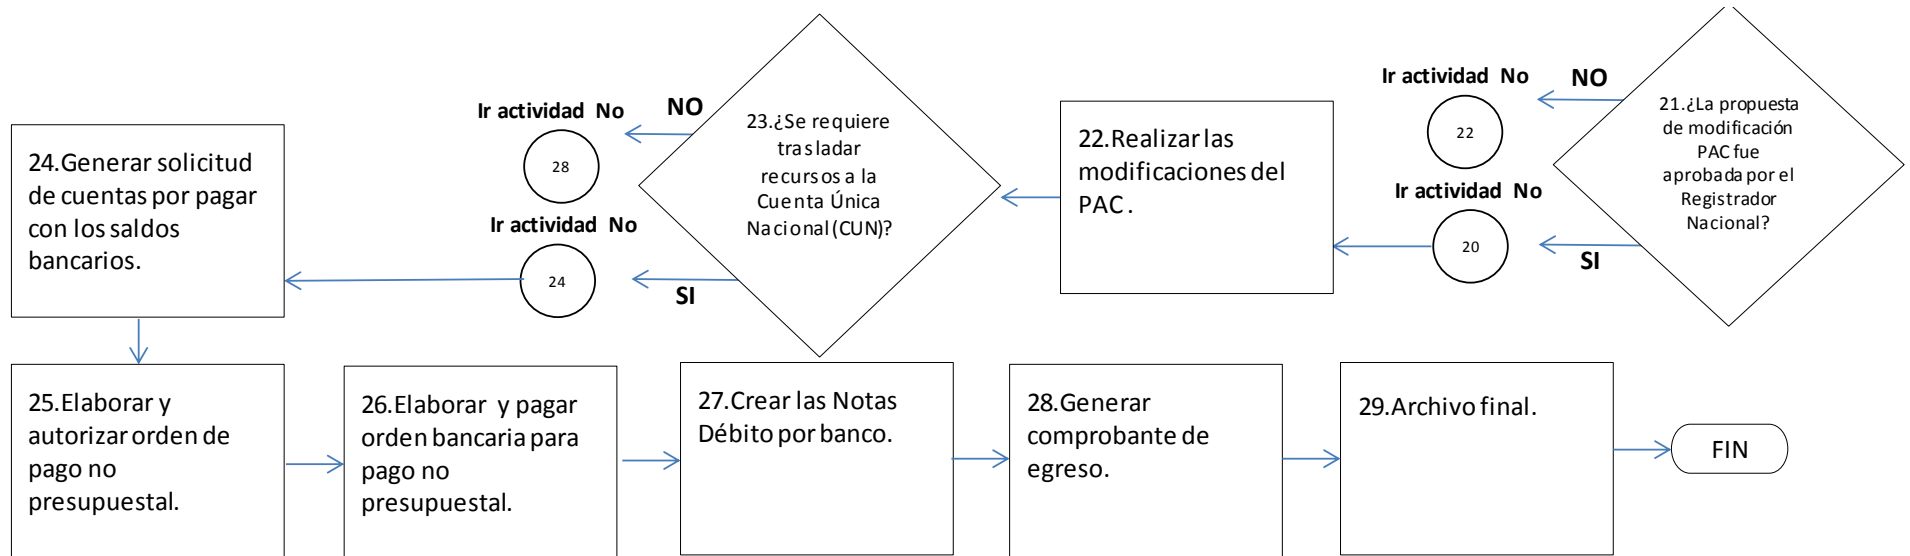 Ir actividad No
NO
22
21.¿La propuesta
de modificación
PAC fue
aprobada por el
Registrador
Nacional?
Ir actividad No
20
SI
22.Realizar las
modificaciones del
PAC .
23.¿Se requiere
trasladar
recursos a la
Cuenta Única
Nacional (CUN)?
Ir actividad No
NO
28
Ir actividad No
24
SI
24.Generar solicitud
de cuentas por pagar
con los saldos
bancarios.
25.Elaborar y
autorizar orden de
pago no
presupuestal.
26.Elaborar y pagar
orden bancaria para
pago no
presupuestal.
27.Crear las Notas
Débito por banco.
28.Generar
comprobante de
egreso.
29.Archivo final.
FIN